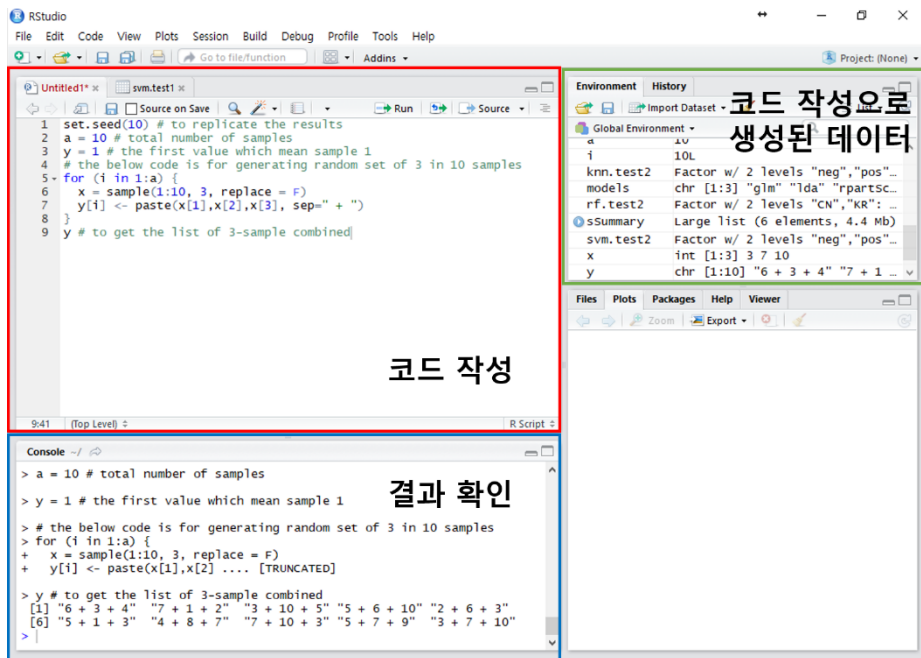 RStudio
File Edit Code View Plots Session Build Debug Profile Tools Help
Go to file/function Addins Project: (None)
Untitled1* svm.test1
Source on Save Run Source
1 set.seed(10) # to replicate the results
2 a = 10 # total number of samples
3 y = 1 # the first value which mean sample 1
4 # the below code is for generating random set of 3 in 10 samples
5 for (i in 1:a) {
6 x = sample(1:10, 3, replace = F)
7 y[i] <- paste(x[1],x[2],x[3], sep=" + ")
8 }
9 y # to get the list of 3-sample combined
코드 작성
9:41 (Top Level) R Script
Console ~/
> a = 10 # total number of samples
> y = 1 # the first value which mean sample 1
결과 확인
> # the below code is for generating random set of 3 in 10 samples
> for (i in 1:a) {
+ x = sample(1:10, 3, replace = F)
+ y[i] <- paste(x[1],x[2] .... [TRUNCATED]
> y # to get the list of 3-sample combined
[1] "6 + 3 + 4" "7 + 1 + 2" "3 + 10 + 5" "5 + 6 + 10" "2 + 6 + 3"
[6] "5 + 1 + 3" "4 + 8 + 7" "7 + 10 + 3" "5 + 7 + 9" "3 + 7 + 10"
>
Environment History
Import Dataset
코드 작성으로
생성된 데이터
Global Environment
a 10
i 10L
knn.test2 Factor w/ 2 levels "neg","pos"…
models chr [1:3] "glm" "lda" "rpartSc…
rf.test2 Factor w/ 2 levels "CN","KR": …
sSummary Large list (6 elements, 4.4 Mb)
svm.test2 Factor w/ 2 levels "neg","pos"…
x int [1:3] 3 7 10
y chr [1:10] "6 + 3 + 4" "7 + 1 …
Files Plots Packages Help Viewer
Zoom Export